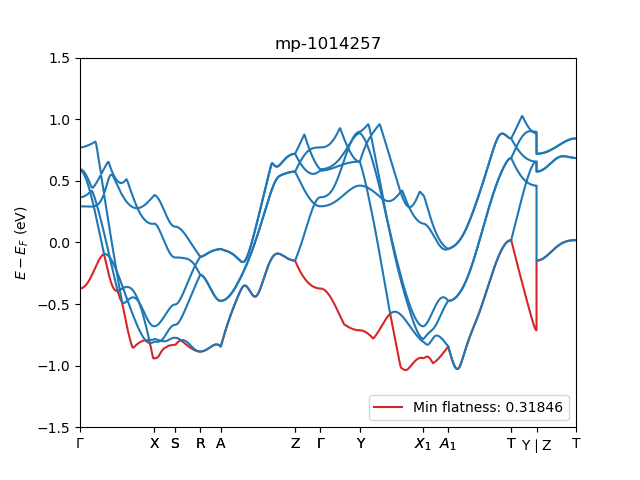 mp-1014257
E − E_F (eV)
1.5
1.0
0.5
0.0
−0.5
−1.0
−1.5
Min flatness: 0.31846
Γ X S R A Z Γ Y X₁ A₁ T Y | Z T